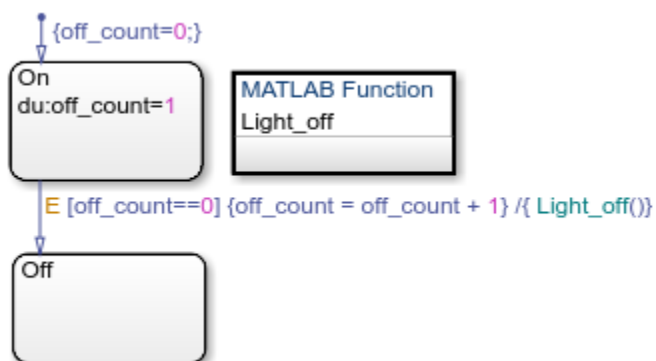 {off_count=0;}
On
du:off_count=1
MATLAB Function
Light_off
E [off_count==0] {off_count = off_count + 1} /{ Light_off()}
Off